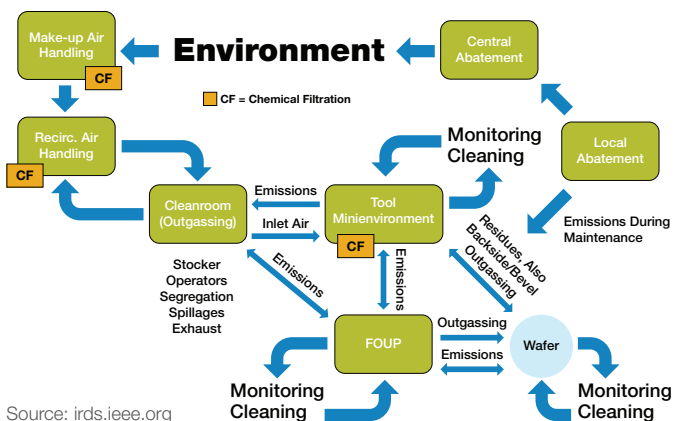 Make-up Air
Handling
CF
Environment
Central
Abatement
CF = Chemical Filtration
Recirc. Air
Handling
CF
Monitoring
Cleaning
Local
Abatement
Cleanroom
(Outgassing)
Emissions
Inlet Air
Tool
Minienvironment
CF
Emissions During
Maintenance
Residues, Also
Backside/Bevel
Outgassing
Stocker
Operators
Segregation
Spillages
Exhaust
Emissions
Emissions
FOUP
Outgassing
Emissions
Wafer
Monitoring
Cleaning
Monitoring
Cleaning
Source: irds.ieee.org